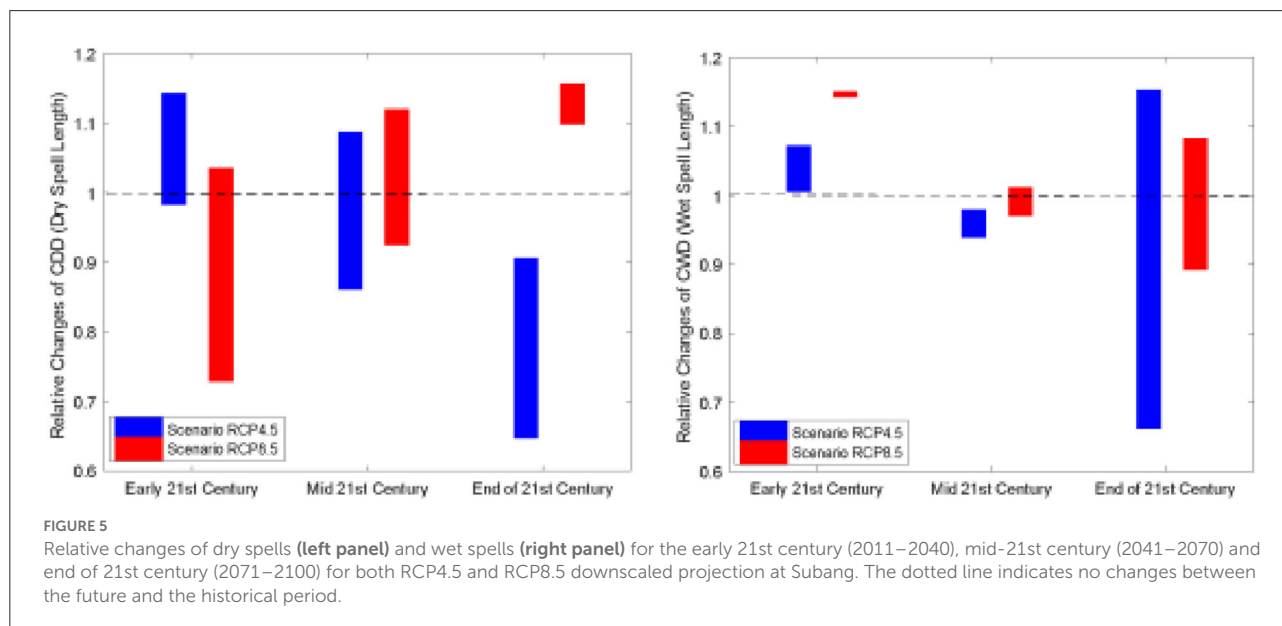 1.2
1.1
1
0.9
0.8
0.7
0.6
Relative Changes of CDD (Dry Spell Length)
Scenario RCP4.5
Scenario RCP8.5
Early 21st Century Mid 21st Century End of 21st Century
1.2
1.1
1
0.9
0.8
0.7
0.6
Relative Changes of CWD (Wet Spell Length)
Scenario RCP4.5
Scenario RCP8.5
Early 21st Century Mid 21st Century End of 21st Century
FIGURE 5
Relative changes of dry spells (left panel) and wet spells (right panel) for the early 21st century (2011–2040), mid-21st century (2041–2070) and
end of 21st century (2071–2100) for both RCP4.5 and RCP8.5 downscaled projection at Subang. The dotted line indicates no changes between
the future and the historical period.